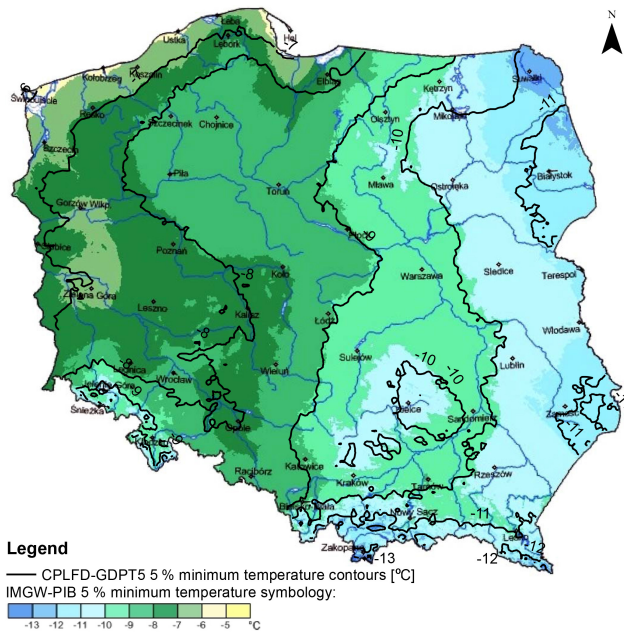 N
Łeba
Ustka
Hel
Lębork
Koszalin
Kołobrzeg
Elbląg
Suwałki
Świnoujście
Kętrzyn
-11
Resko
Szczecinek
Chojnice
Olsztyn
Mikołajki
-10
Szczecin
Piła
Toruń
Mława
Ostrołęka
Białystok
Gorzów Wlkp.
Płock
-9
Słubice
Poznań
Koło
-8
Warszawa
Siedlce
Terespol
Zielona Góra
Leszno
Kalisz
-8
Łódź
Włodawa
Sulejów
-10
-10
Lublin
Legnica
Jelenia Góra
Wrocław
Wieluń
Śnieżka
Kielce
Sandomierz
Zamość
-11
Kłodzko
Opole
Racibórz
Katowice
Kraków
Tarnów
Rzeszów
Bielsko-Biała
Nowy Sącz
-11
Lesko
-12
Zakopane
-13
-12
Legend
CPLFD-GDPT5 5 % minimum temperature contours [ºC]
IMGW-PIB 5 % minimum temperature symbology:
-13 -12 -11 -10 -9 -8 -7 -6 -5 °C